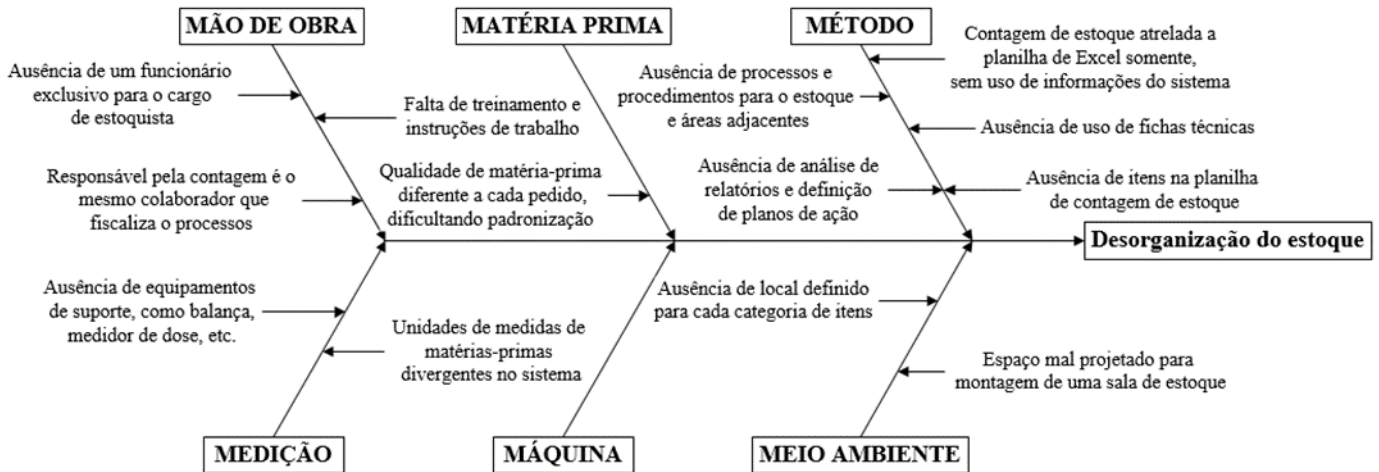 MÃO DE OBRA
MATÉRIA PRIMA
MÉTODO
Ausência de um funcionário
exclusivo para o cargo
de estoquista
Falta de treinamento e
instruções de trabalho
Responsável pela contagem é o
mesmo colaborador que
fiscaliza o processos
Qualidade de matéria-prima
diferente a cada pedido,
dificultando padronização
Ausência de processos e
procedimentos para o estoque
e áreas adjacentes
Ausência de análise de
relatórios e definição
de planos de ação
Contagem de estoque atrelada a
planilha de Excel somente,
sem uso de informações do sistema
Ausência de uso de fichas técnicas
Ausência de itens na planilha
de contagem de estoque
Desorganização do estoque
Ausência de equipamentos
de suporte, como balança,
medidor de dose, etc.
Unidades de medidas de
matérias-primas
divergentes no sistema
Ausência de local definido
para cada categoria de itens
Espaço mal projetado para
montagem de uma sala de estoque
MEDIÇÃO
MÁQUINA
MEIO AMBIENTE